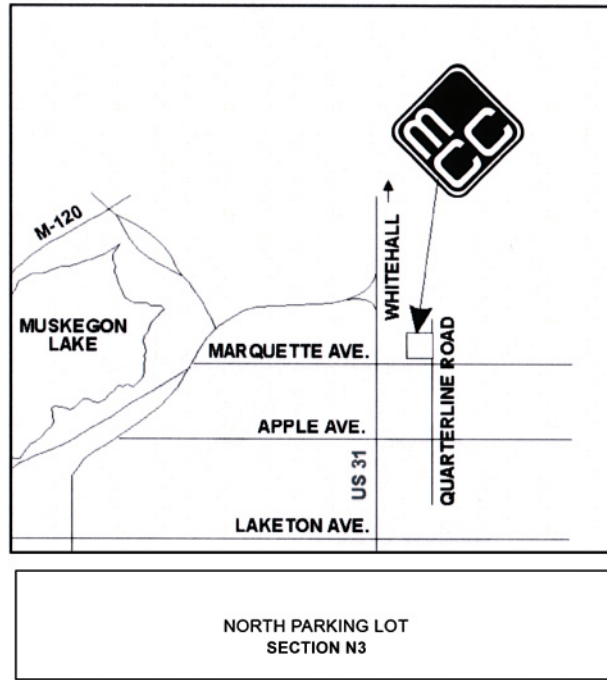 mcc
M-120
WHITEHALL
MUSKEGON
LAKE
MARQUETTE AVE.
QUARTERLINE ROAD
APPLE AVE.
US 31
LAKETON AVE.
NORTH PARKING LOT
SECTION N3